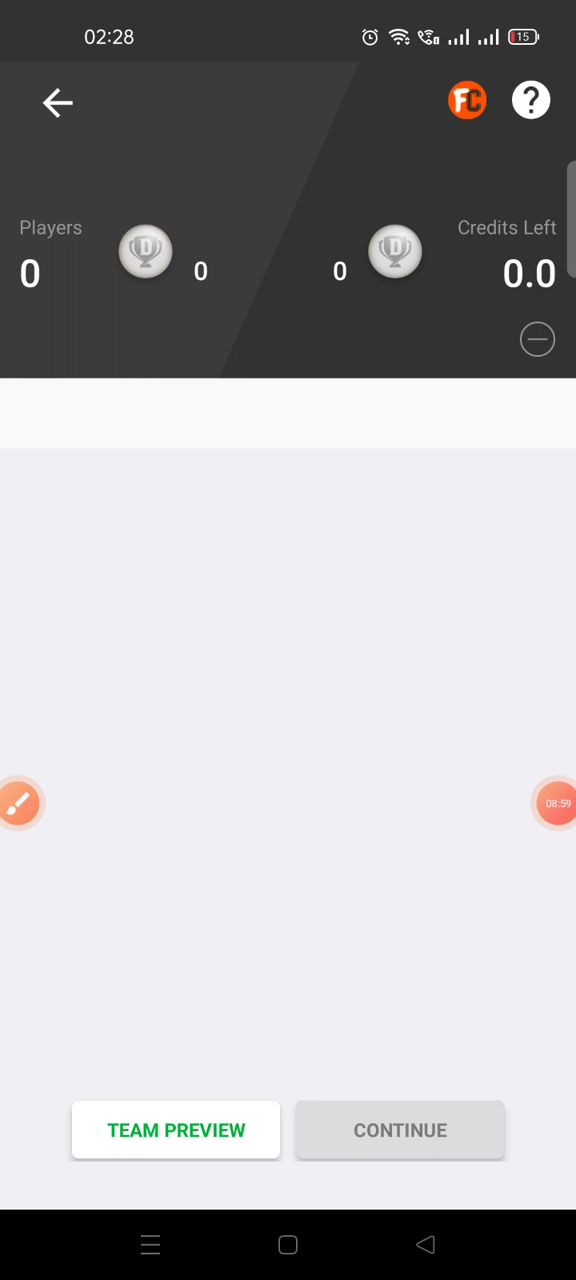 02:28
15
FC ?
Players
Credits Left
0
D
0
0
D
0.0
08:59
TEAM PREVIEW
CONTINUE